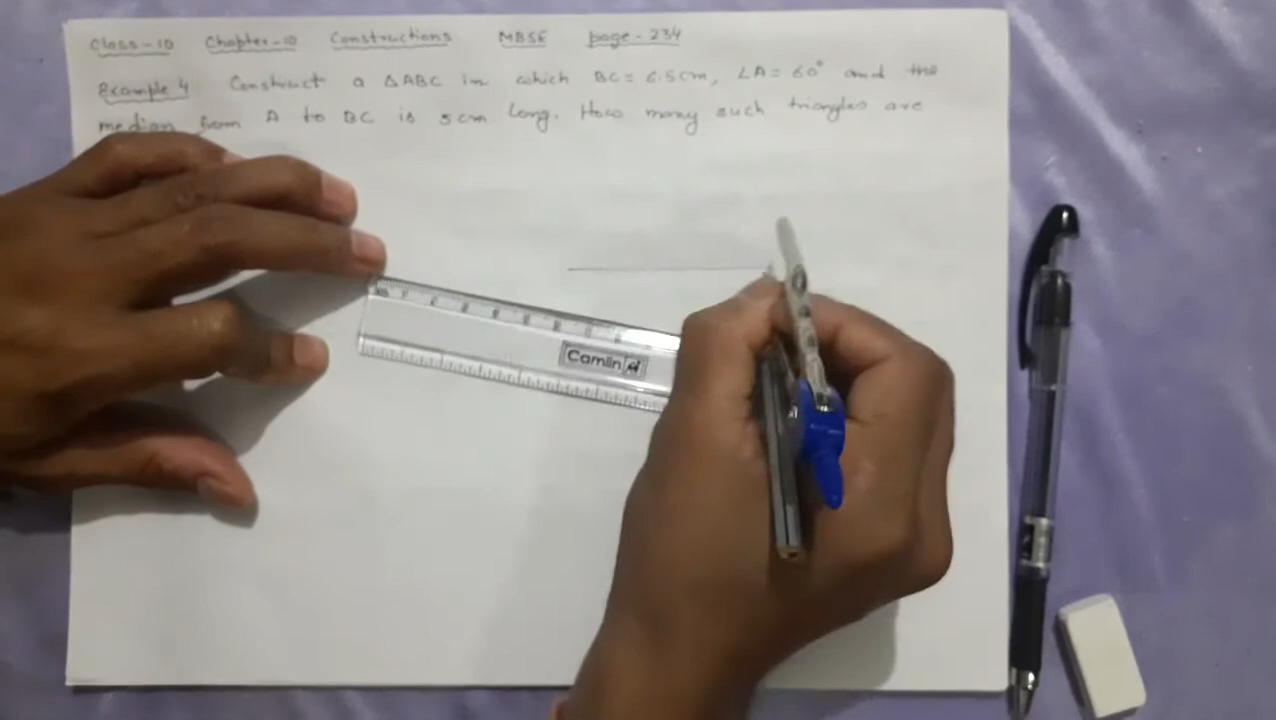 Class-10 Chapter-10 Constructions MBSE page-234
Example 4 Construct a ΔABC in which BC = 6.5cm, ∠A = 60° and the
median from A to BC is 5cm long. How many such triangles are
Camlin